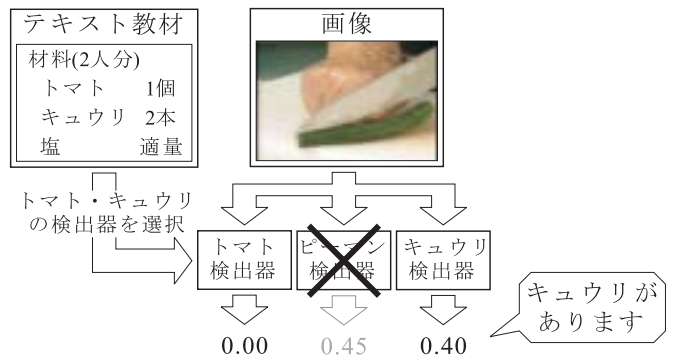 テキスト教材
材料(2人分)
トマト 1個
キュウリ 2本
塩 適量
画像
トマト・キュウリ
の検出器を選択
トマト
検出器
ピーマン
検出器
キュウリ
検出器
0.00
0.45
0.40
キュウリが
あります